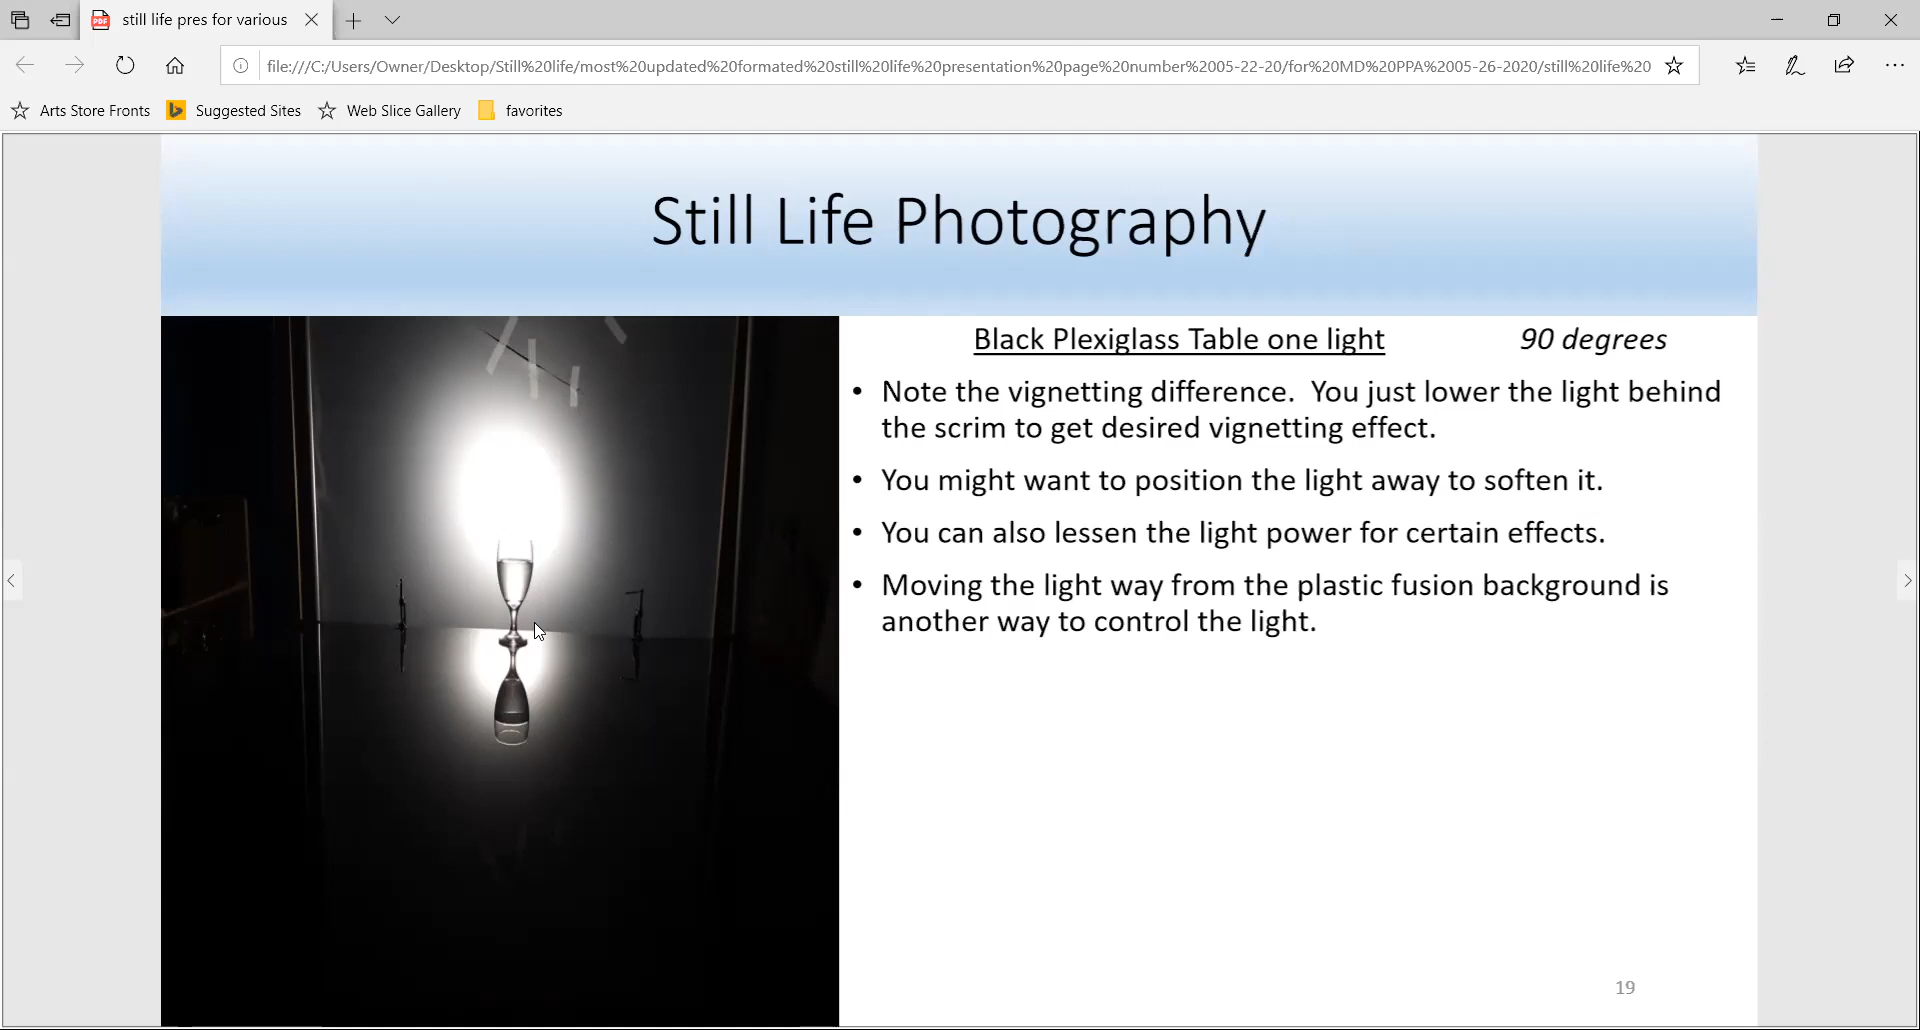 still life pres for various
file:///C:/Users/Owner/Desktop/Still%20life/most%20updated%20formated%20still%20life%20presentation%20page%20number%2005-22-20/for%20MD%20PPA%2005-26-2020/still%20life%20
Arts Store Fronts Suggested Sites Web Slice Gallery favorites
Still Life Photography
Black Plexiglass Table one light 90 degrees
• Note the vignetting difference. You just lower the light behind
the scrim to get desired vignetting effect.
• You might want to position the light away to soften it.
• You can also lessen the light power for certain effects.
• Moving the light way from the plastic fusion background is
another way to control the light.
19